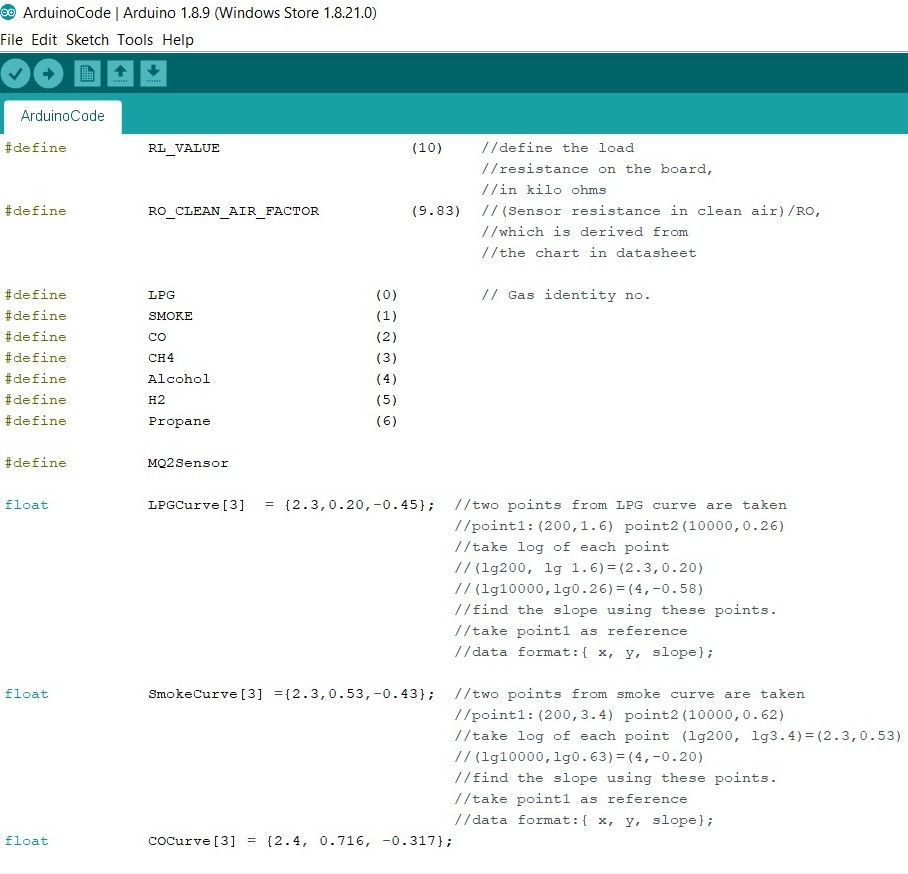 ArduinoCode | Arduino 1.8.9 (Windows Store 1.8.21.0)
File Edit Sketch Tools Help
ArduinoCode
#define RL_VALUE (10) //define the load
//resistance on the board,
//in kilo ohms
#define RO_CLEAN_AIR_FACTOR (9.83) //(Sensor resistance in clean air)/RO,
//which is derived from
//the chart in datasheet
#define LPG (0) // Gas identity no.
#define SMOKE (1)
#define CO (2)
#define CH4 (3)
#define Alcohol (4)
#define H2 (5)
#define Propane (6)
#define MQ2Sensor
float LPGCurve[3] = {2.3,0.20,-0.45}; //two points from LPG curve are taken
//point1:(200,1.6) point2(10000,0.26)
//take log of each point
//(lg200, lg 1.6)=(2.3,0.20)
//(lg10000,lg0.26)=(4,-0.58)
//find the slope using these points.
//take point1 as reference
//data format:{ x, y, slope};
float SmokeCurve[3] ={2.3,0.53,-0.43}; //two points from smoke curve are taken
//point1:(200,3.4) point2(10000,0.62)
//take log of each point (lg200, lg3.4)=(2.3,0.53)
//(lg10000,lg0.63)=(4,-0.20)
//find the slope using these points.
//take point1 as reference
//data format:{ x, y, slope};
float COCurve[3] = {2.4, 0.716, -0.317};